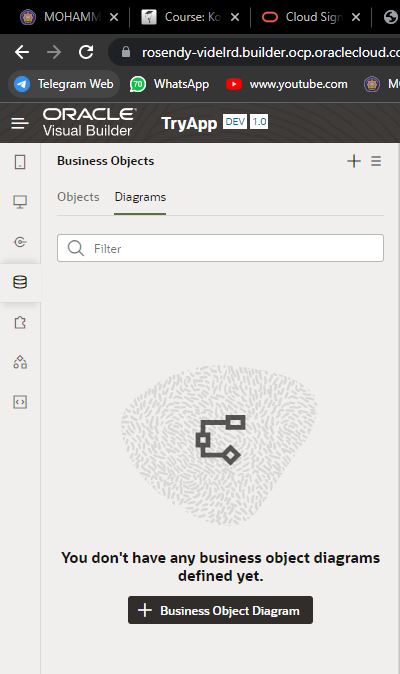 MOHAMM
Course: Ko
Cloud Sign
rosendy-videlrd.builder.ocp.oraclecloud.c
Telegram Web
70
WhatsApp
www.youtube.com
MO
ORACLE
Visual Builder
TryApp
DEV
1.0
Business Objects
Objects
Diagrams
Filter
You don't have any business object diagrams
defined yet.
+ Business Object Diagram